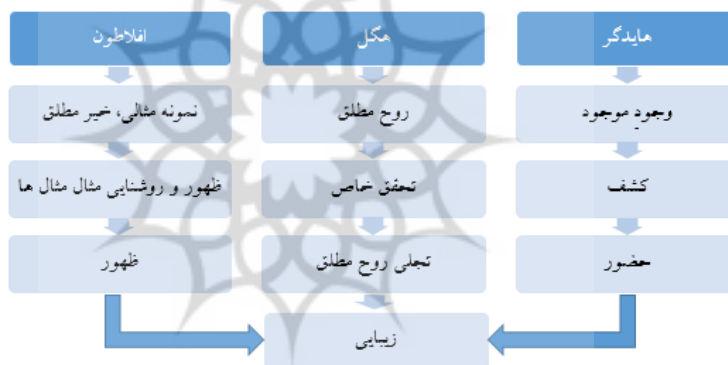 هایدگر
هگل
افلاطون
وجودِ موجود
روح مطلق
نمونه مثالی، خیر مطلق
کشف
تحقق خاص
ظهور و روشنایی مثال مثال ها
حضور
تجلی روح مطلق
ظهور
زیبایی